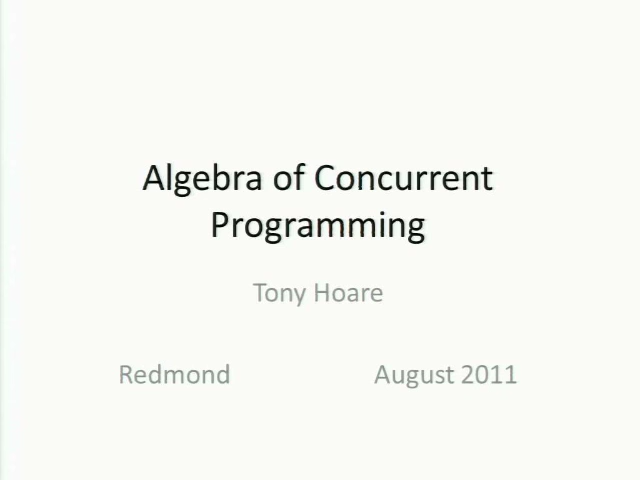 Algebra of Concurrent
Programming
Tony Hoare
Redmond August 2011